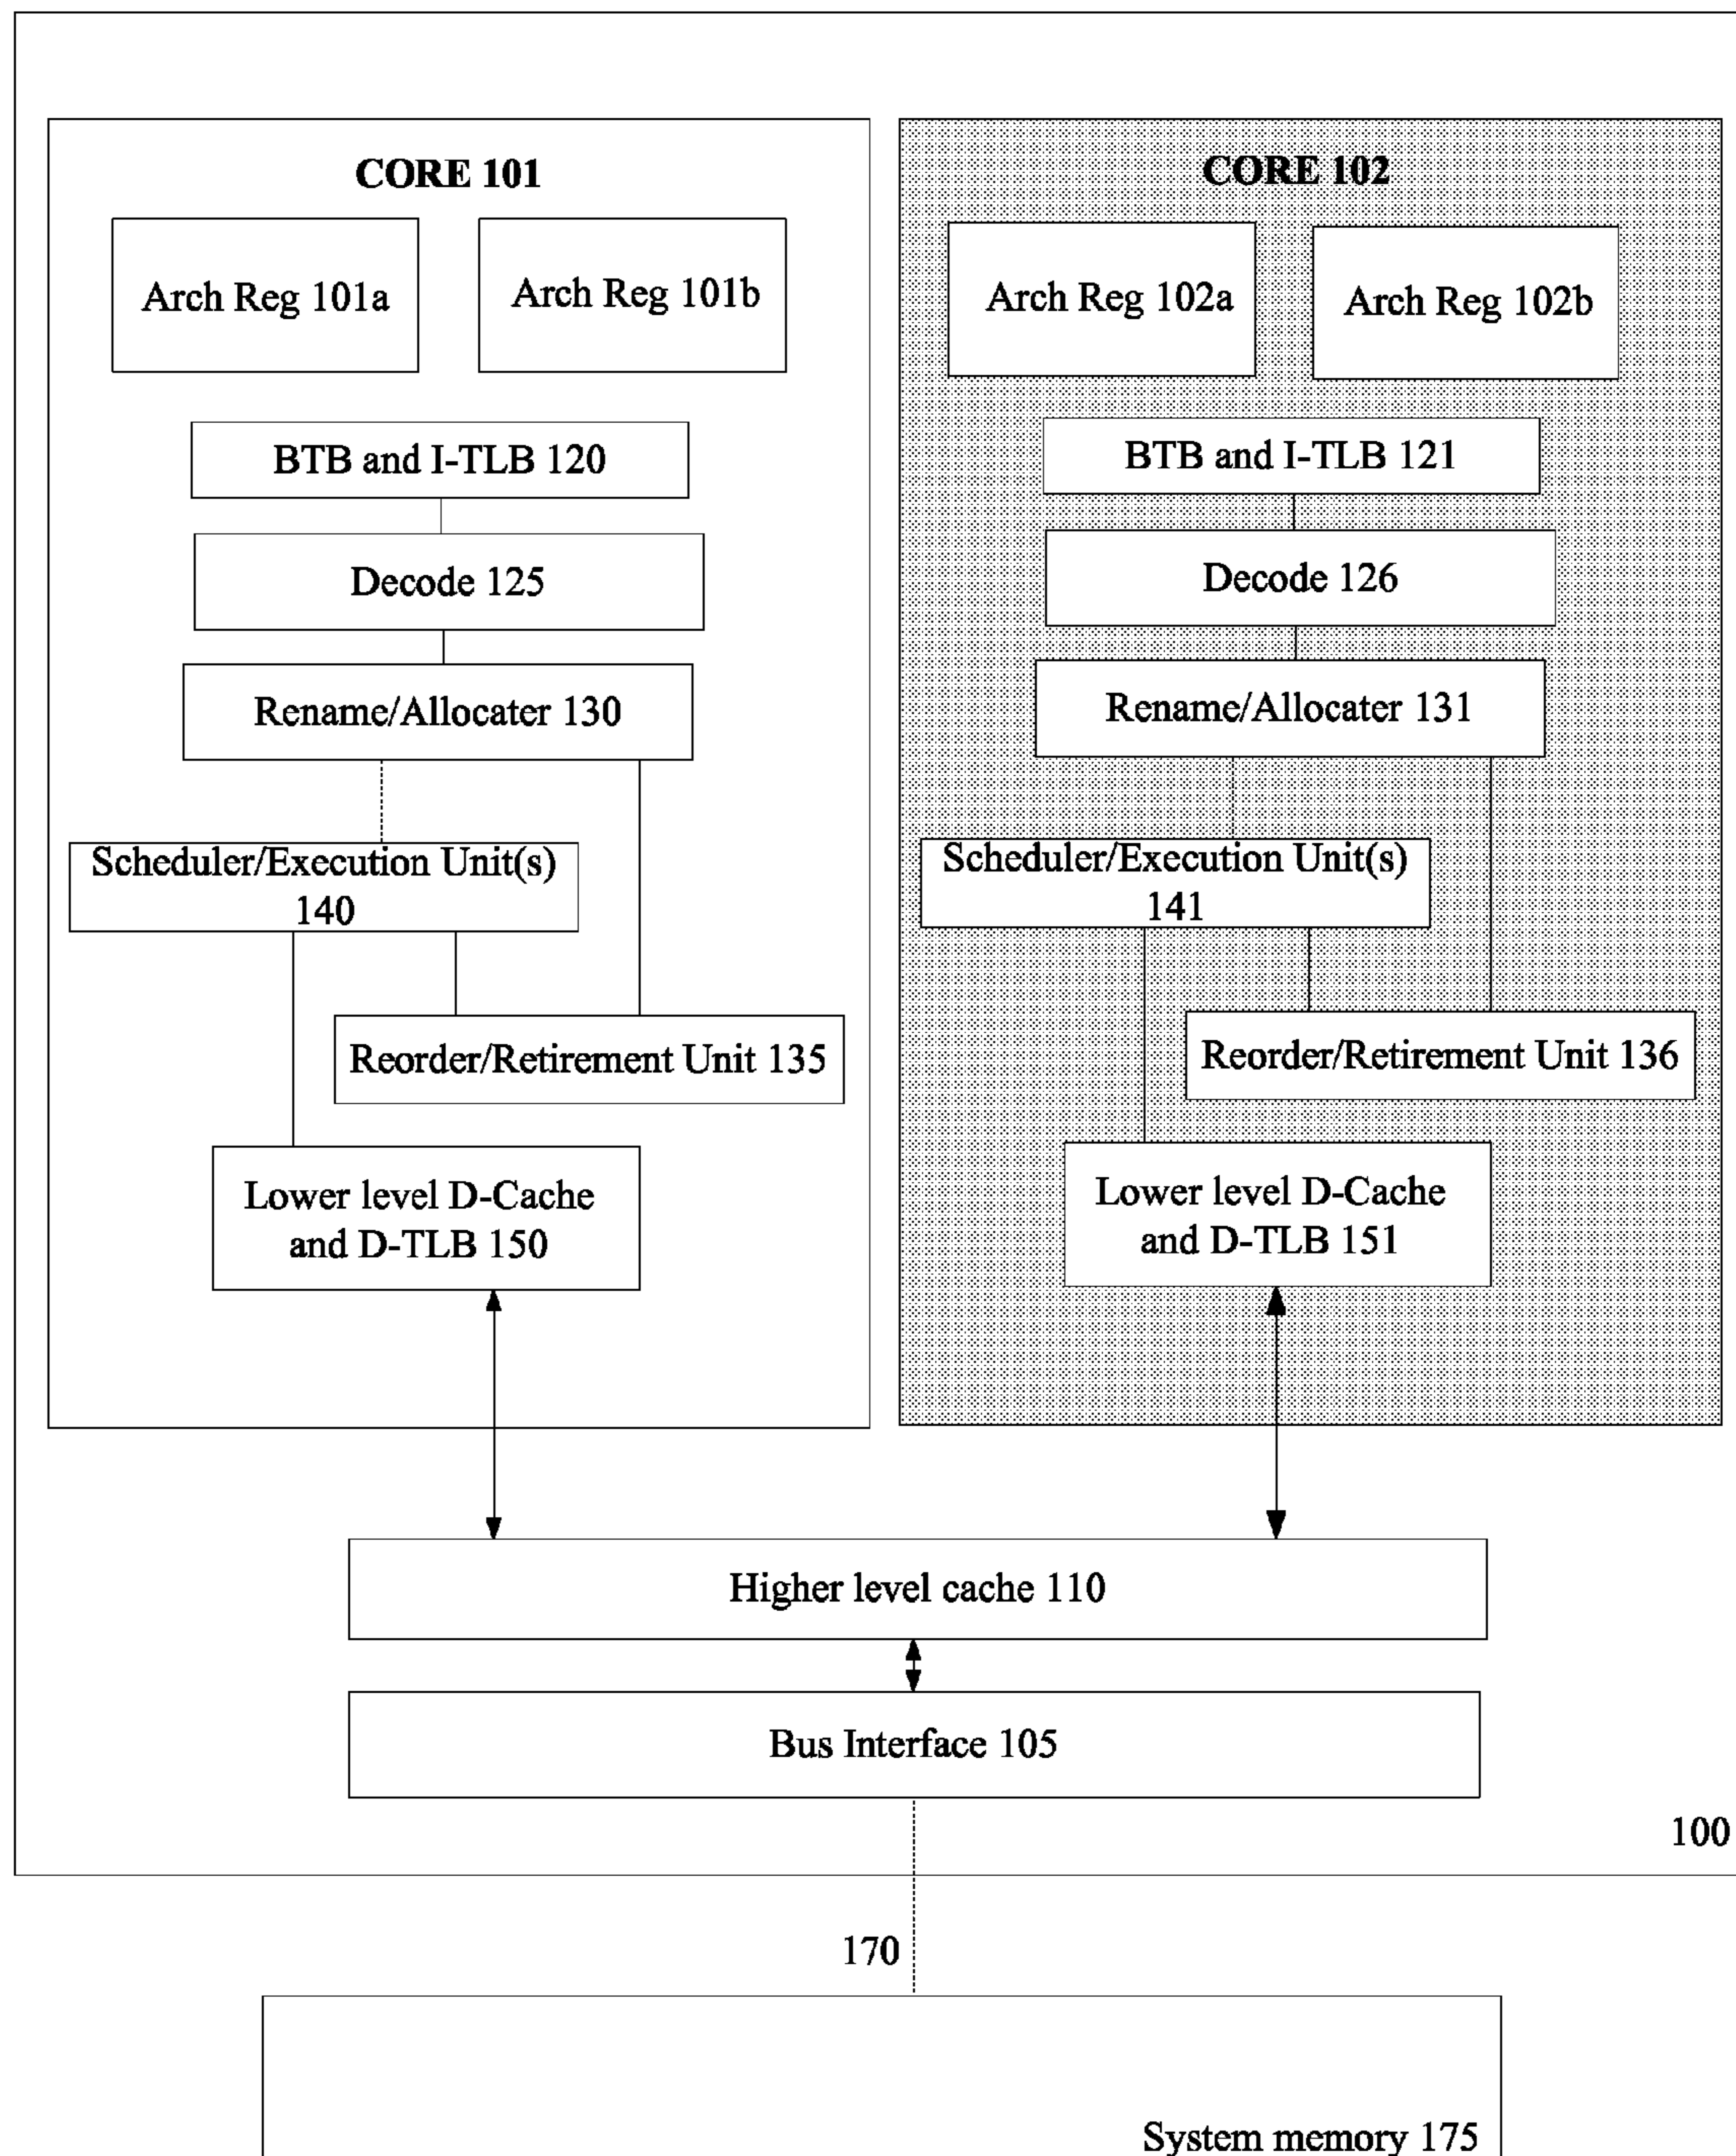 CORE 101
Arch Reg 101a
Arch Reg 101b
BTB and I-TLB 120
Decode 125
Rename/Allocater 130
Scheduler/Execution Unit(s)
140
Reorder/Retirement Unit 135
Lower level D-Cache
and D-TLB 150
CORE 102
Arch Reg 102a
Arch Reg 102b
BTB and I-TLB 121
Decode 126
Rename/Allocater 131
Scheduler/Execution Unit(s)
141
Reorder/Retirement Unit 136
Lower level D-Cache
and D-TLB 151
Higher level cache 110
Bus Interface 105
100
170
System memory 175